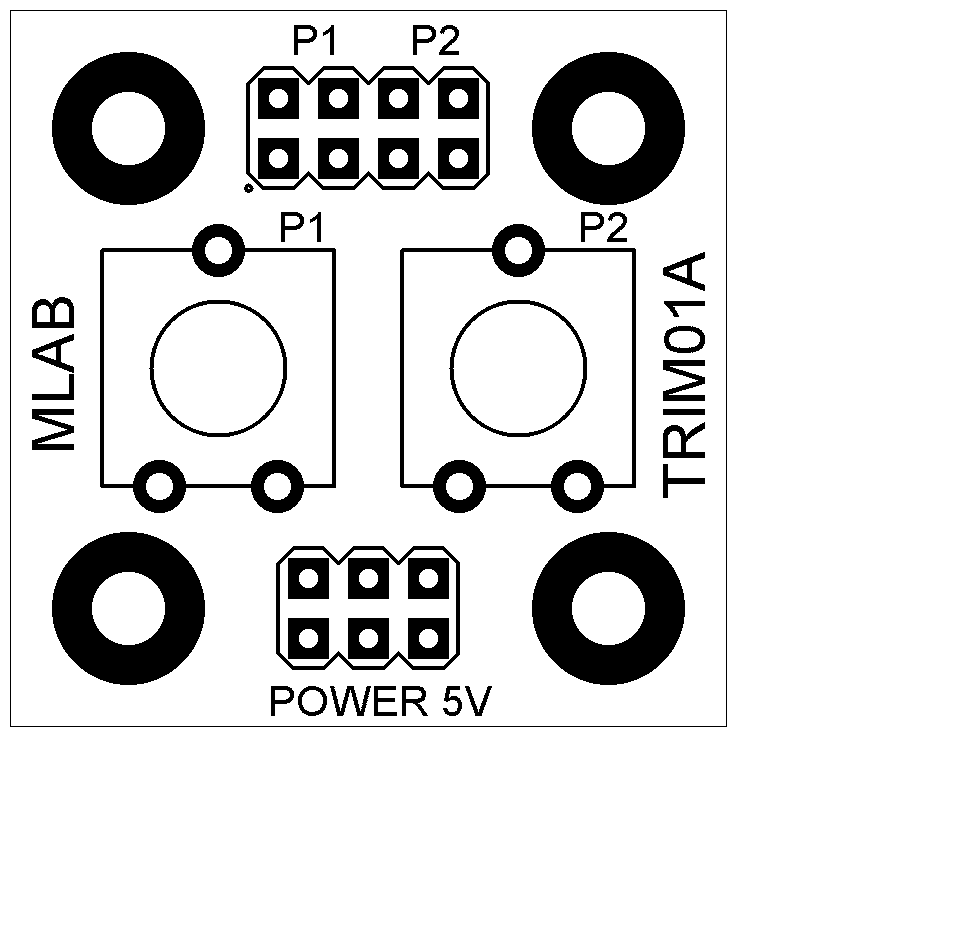 P1 P2
P1
P2
MLAB
TRIM01A
POWER 5V